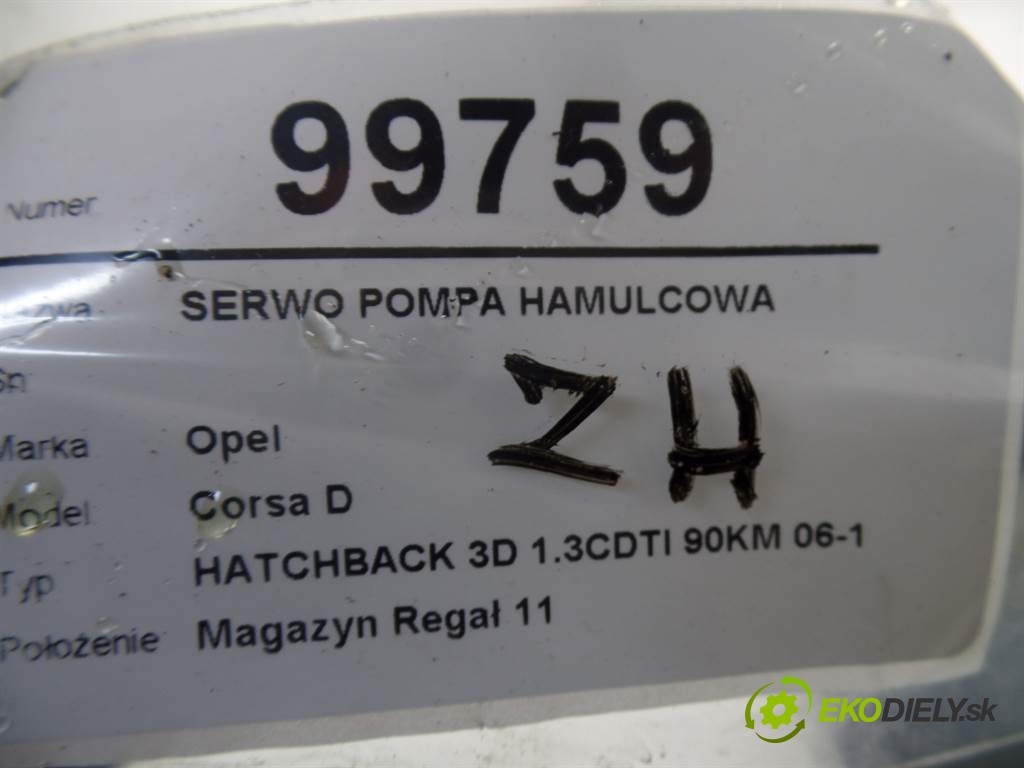 Numer 99759
SERWO POMPA HAMULCOWA
ZH
Marka Opel
Model Corsa D
Typ HATCHBACK 3D 1.3CDTI 90KM 06-1
Położenie Magazyn Regał 11
EKODIELY.sk